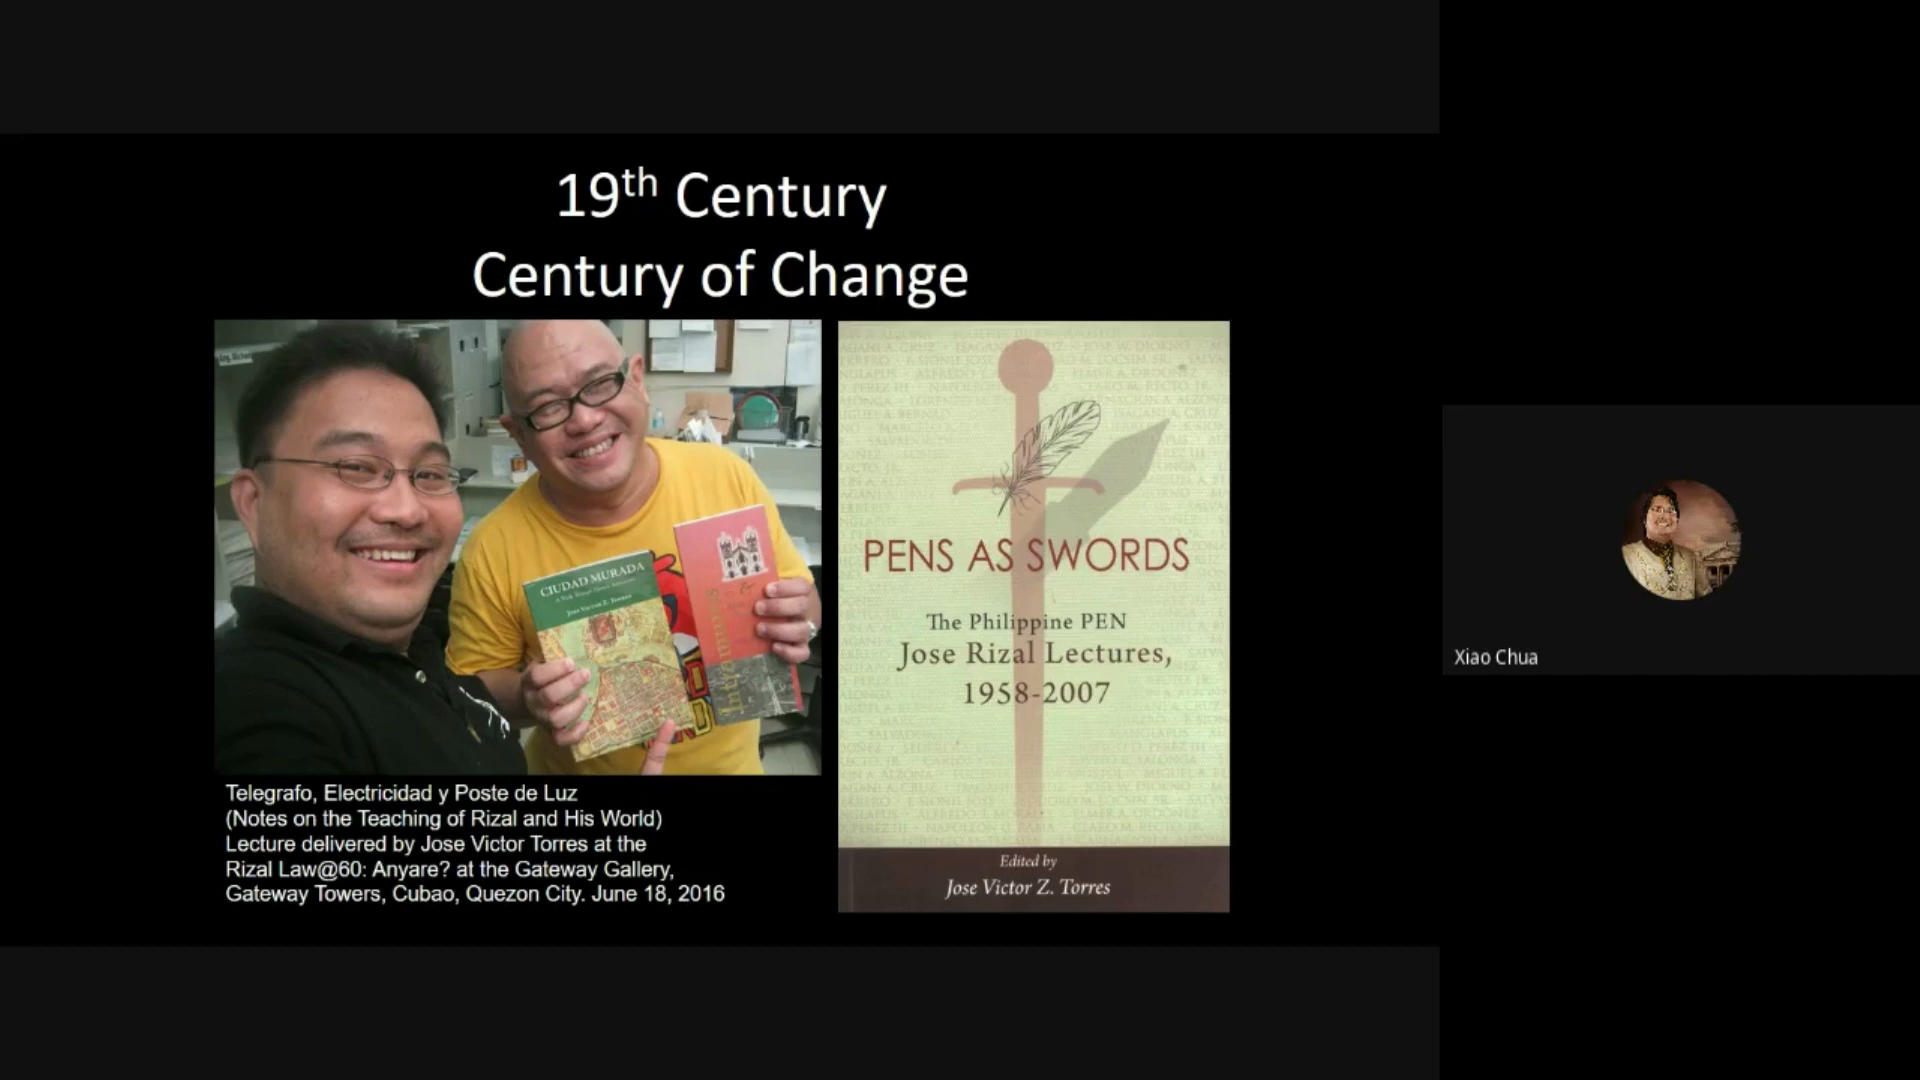 19th Century
Century of Change
CIUDAD MURADA
Jose Victor Z. Torres
PENS AS SWORDS
The Philippine PEN
Jose Rizal Lectures,
1958-2007
Edited by
Jose Victor Z. Torres
Telegrafo, Electricidad y Poste de Luz
(Notes on the Teaching of Rizal and His World)
Lecture delivered by Jose Victor Torres at the
Rizal Law@60: Anyare? at the Gateway Gallery,
Gateway Towers, Cubao, Quezon City. June 18, 2016
Xiao Chua